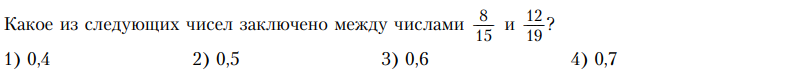 Какое из следующих чисел заключено между числами 8/15 и 12/19?
1) 0,4 2) 0,5 3) 0,6 4) 0,7